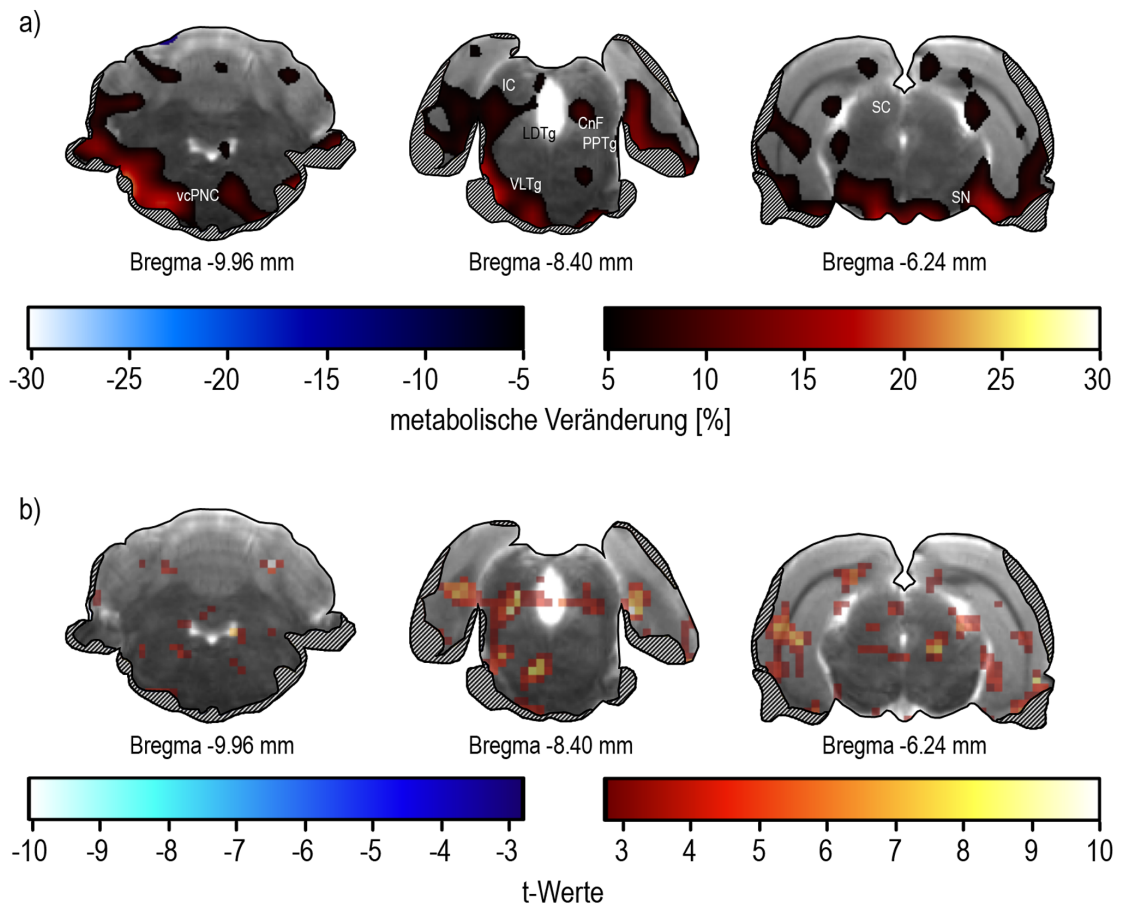 a)
IC
LDTg
CnF
PPTg
VLTg
vcPNC
SC
SN
Bregma -9.96 mm
Bregma -8.40 mm
Bregma -6.24 mm
-30 -25 -20 -15 -10 -5
5 10 15 20 25 30
metabolische Veränderung [%]
b)
Bregma -9.96 mm
Bregma -8.40 mm
Bregma -6.24 mm
-10 -9 -8 -7 -6 -5 -4 -3
3 4 5 6 7 8 9 10
t-Werte